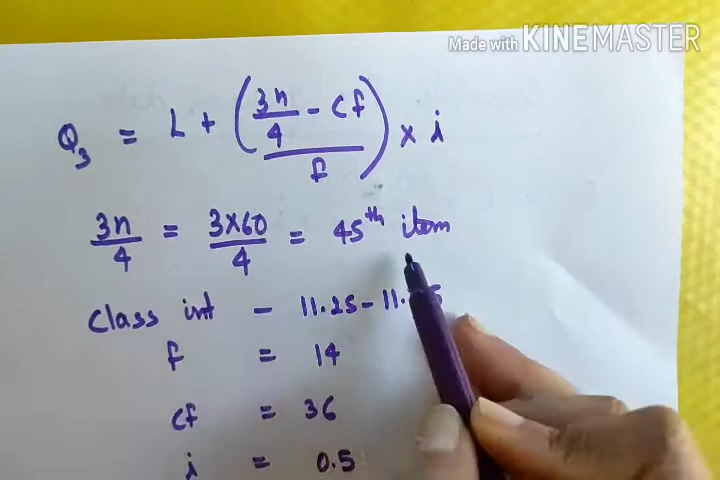 Made with KINEMASTER
Q₃ = L + ( (3n/4 - cf) / f ) × i
3n/4 = 3×60/4 = 45th item
Class int - 11.25 - 11.
f = 14
cf = 36
i = 0.5